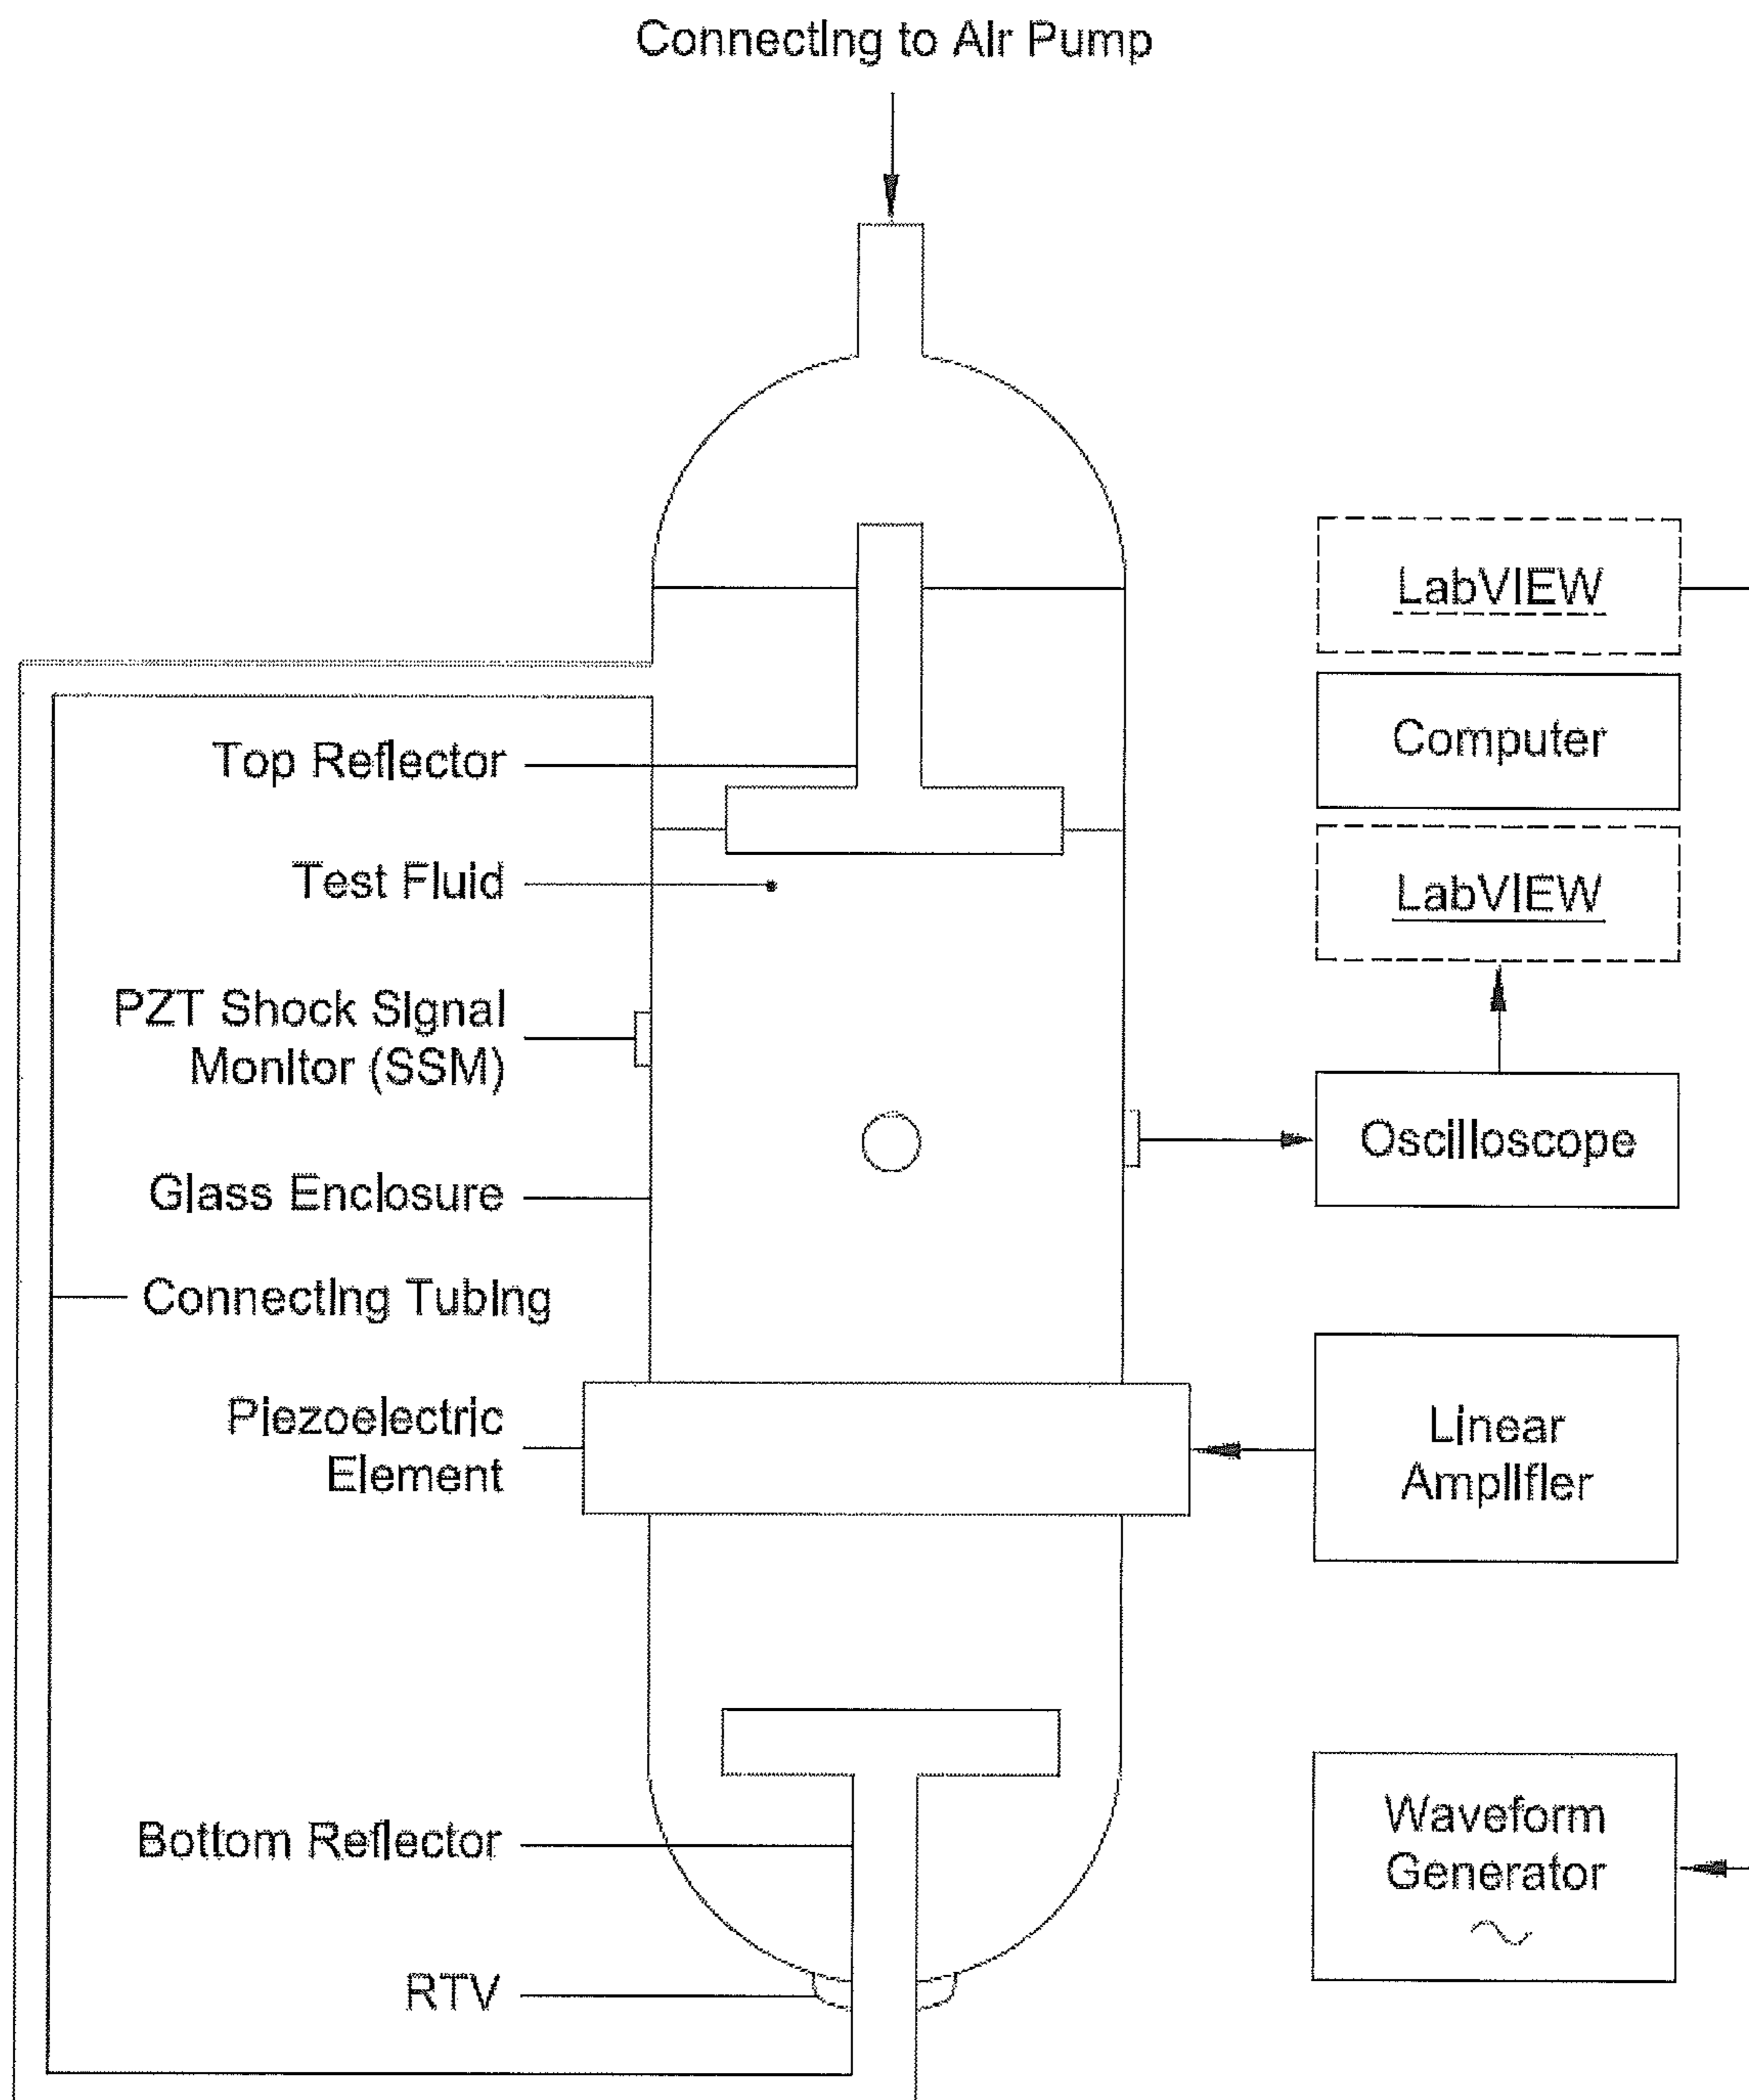 Connecting to Air Pump
LabVIEW
Computer
LabVIEW
Top Reflector
Test Fluid
PZT Shock Signal
Monitor (SSM)
Oscilloscope
Glass Enclosure
Connecting Tubing
Piezoelectric
Element
Linear
Amplifier
Waveform
Generator
Bottom Reflector
RTV